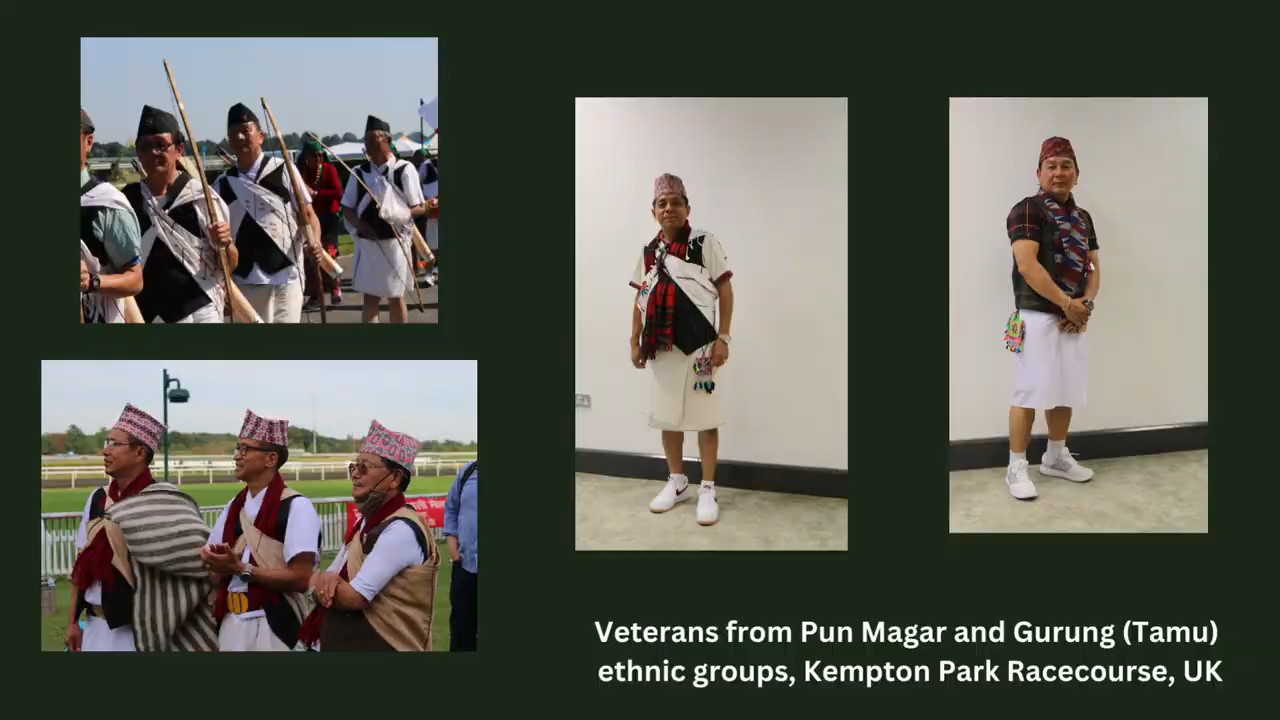 Veterans from Pun Magar and Gurung (Tamu)
ethnic groups, Kempton Park Racecourse, UK